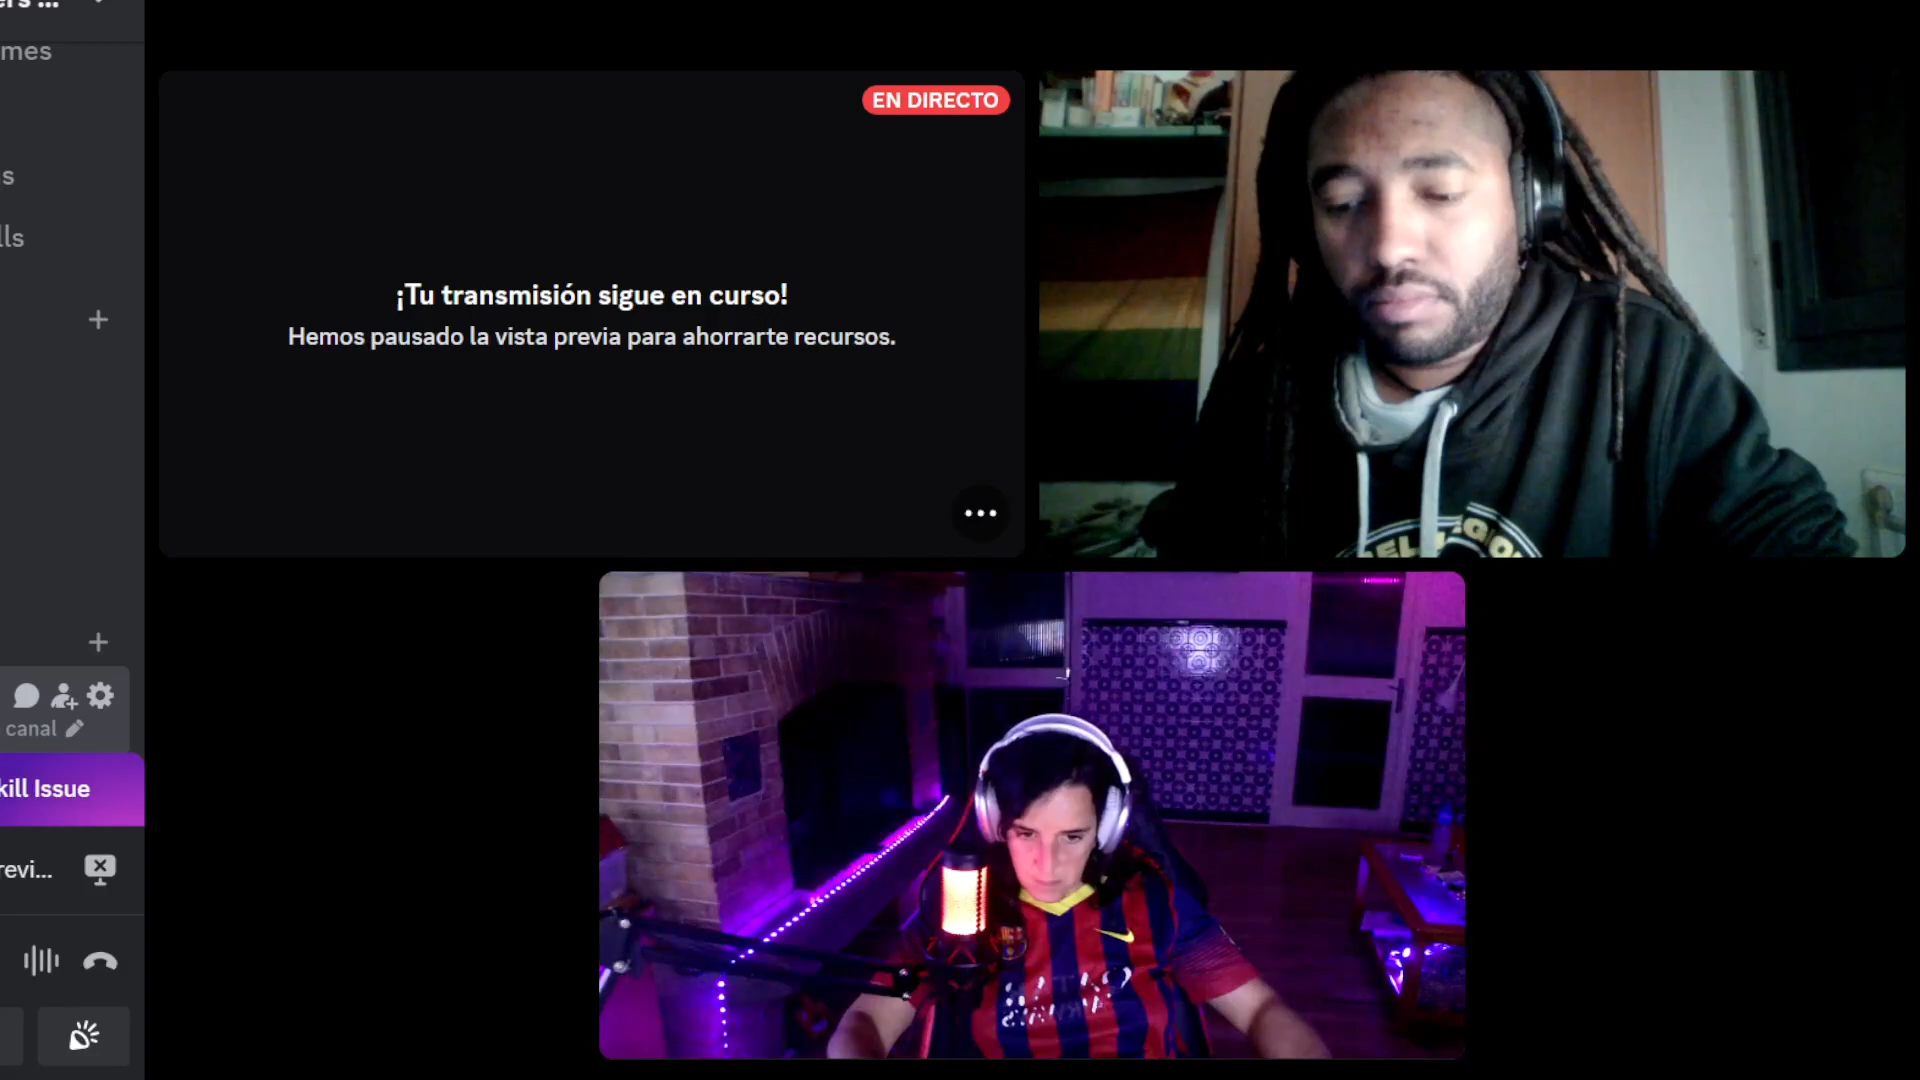 ers ...
mes
s
lls
canal
kill Issue
revi...
EN DIRECTO
¡Tu transmisión sigue en curso!
Hemos pausado la vista previa para ahorrarte recursos.